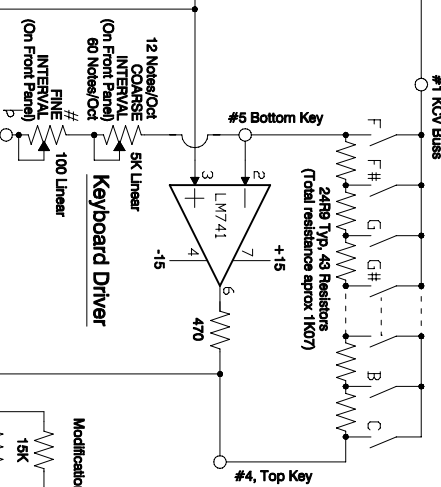 #1 KCV Buss
12 Notes/Oct
COARSE
INTERVAL
(On Front Panel)
60 Notes/Oct
5K Linear
#
FINE
INTERVAL
(On Front Panel)
P
100 Linear
#5 Bottom Key
F
F#
G
G#
B
C
24R9 Typ, 43 Resistors
(Total resistance aprox 1K07)
3
2
+
-
LM741
4
7
6
-15
+15
470
Keyboard Driver
#4, Top Key
15K